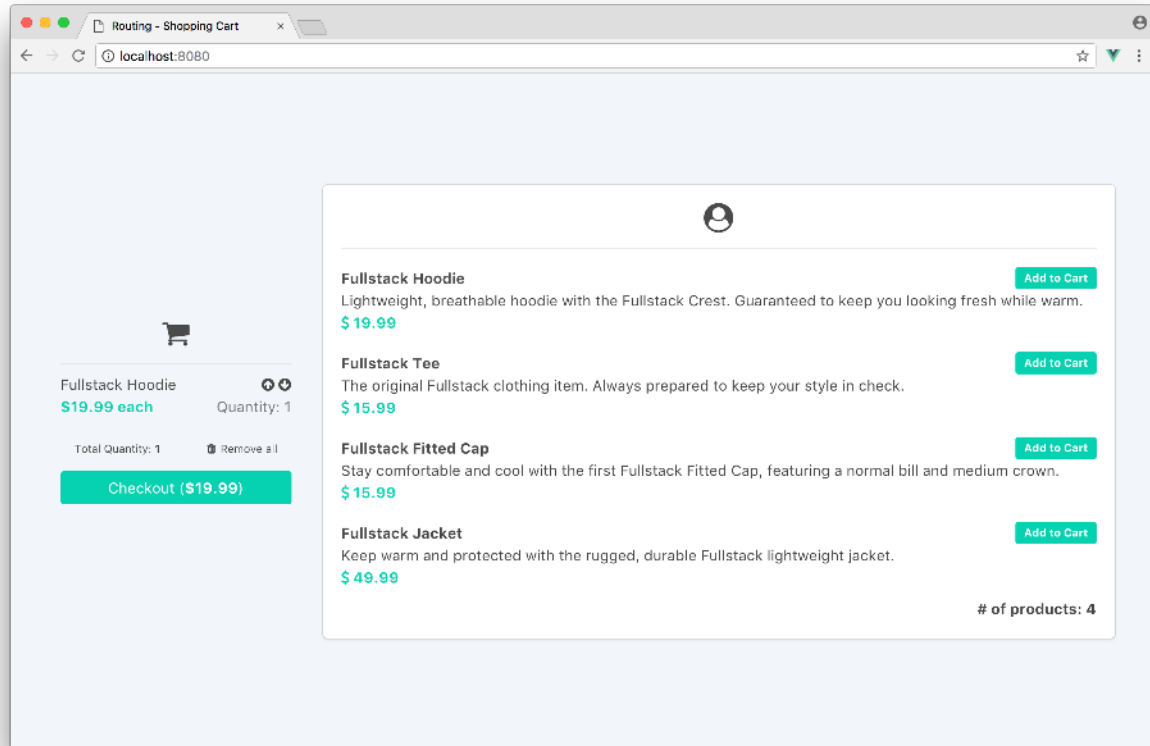 Routing - Shopping Cart
localhost:8080
Fullstack Hoodie
$19.99 each
Quantity: 1
Total Quantity: 1
Remove all
Checkout ($19.99)
Fullstack Hoodie
Add to Cart
Lightweight, breathable hoodie with the Fullstack Crest. Guaranteed to keep you looking fresh while warm.
$ 19.99
Fullstack Tee
Add to Cart
The original Fullstack clothing item. Always prepared to keep your style in check.
$ 15.99
Fullstack Fitted Cap
Add to Cart
Stay comfortable and cool with the first Fullstack Fitted Cap, featuring a normal bill and medium crown.
$ 15.99
Fullstack Jacket
Add to Cart
Keep warm and protected with the rugged, durable Fullstack lightweight jacket.
$ 49.99
# of products: 4